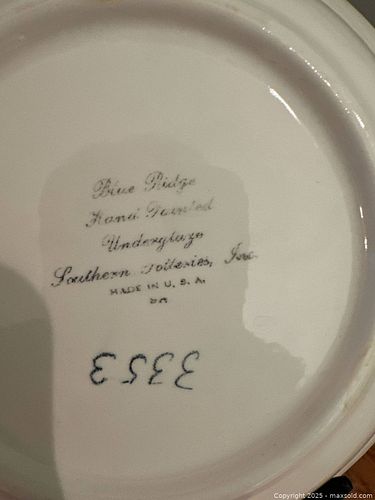 Blue Ridge
Hand Painted
Underglaze
Southern Potteries, Inc.
MADE IN U. S. A.
3353
Copyright 2025 - maxsold.com